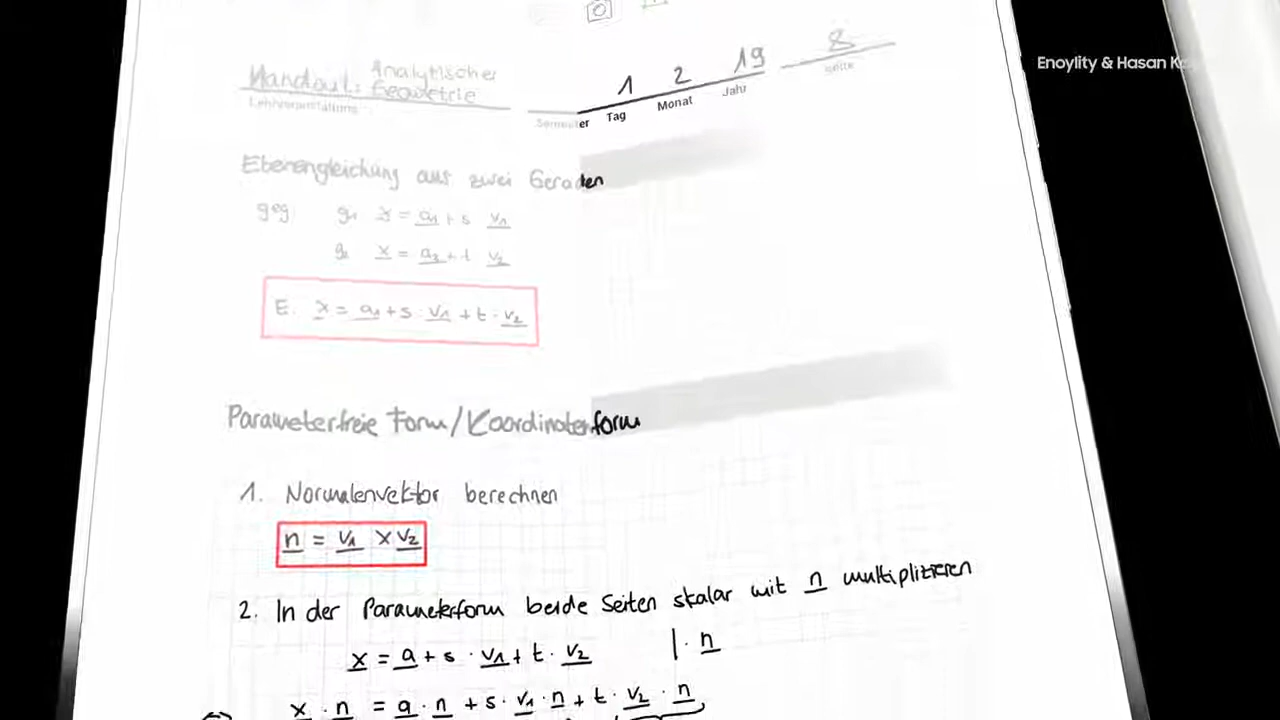 Enoylity & Hasan K
Handout: Analytischer Geometrie
1 2 19 8
Lehrveranstaltung Semester Tag Monat Jahr Seite
Ebenengleichung aus zwei Geraden
geg: g₁ x = a₁ + s v₁
g₂ x = a₂ + t v₂
E: x = a₁ + s · v₁ + t · v₂
Parameterfreie Form/Koordinatenform
1. Normalenvektor berechnen
n = v₁ × v₂
2. In der Parameterform beide Seiten skalar mit n multiplizieren
x = a + s · v₁ + t · v₂ | · n
⇔ x · n = a · n + s · v₁ · n + t · v₂ · n